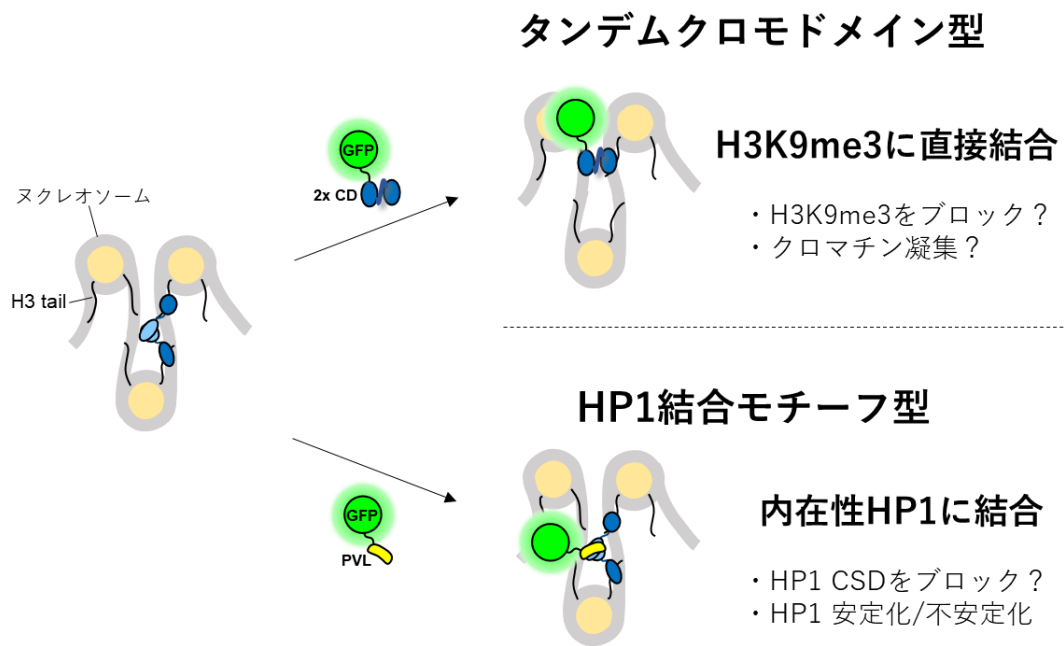 タンデムクロモドメイン型
GFP
2x CD
H3K9me3に直接結合
・H3K9me3をブロック？
・クロマチン凝集？
ヌクレオソーム
H3 tail
HP1結合モチーフ型
GFP
PVL
内在性HP1に結合
・HP1 CSDをブロック？
・HP1 安定化/不安定化